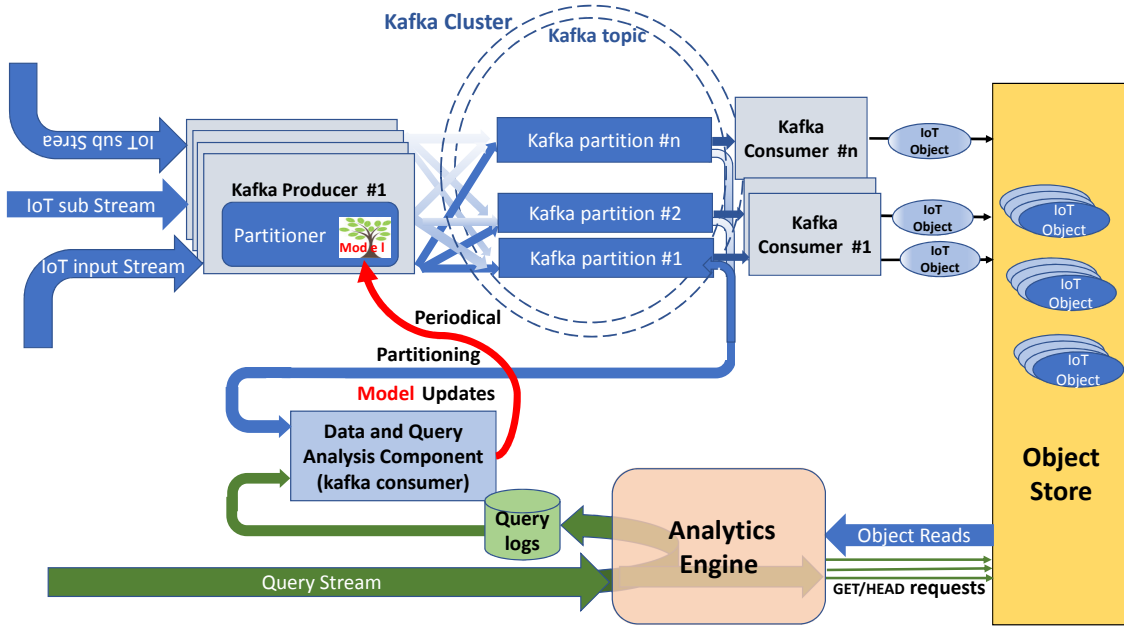 Kafka Cluster
Kafka topic
IoT sub Strea
IoT sub Stream
IoT input Stream
Kafka Producer #1
Partitioner
Model
Kafka partition #n
Kafka partition #2
Kafka partition #1
Kafka
Consumer #n
Kafka
Consumer #1
IoT
Object
IoT
Object
IoT
Object
IoT
Object
IoT
Object
IoT
Object
Object
Store
Periodical
Partitioning
Model Updates
Data and Query
Analysis Component
(kafka consumer)
Query
logs
Analytics
Engine
Object Reads
GET/HEAD requests
Query Stream